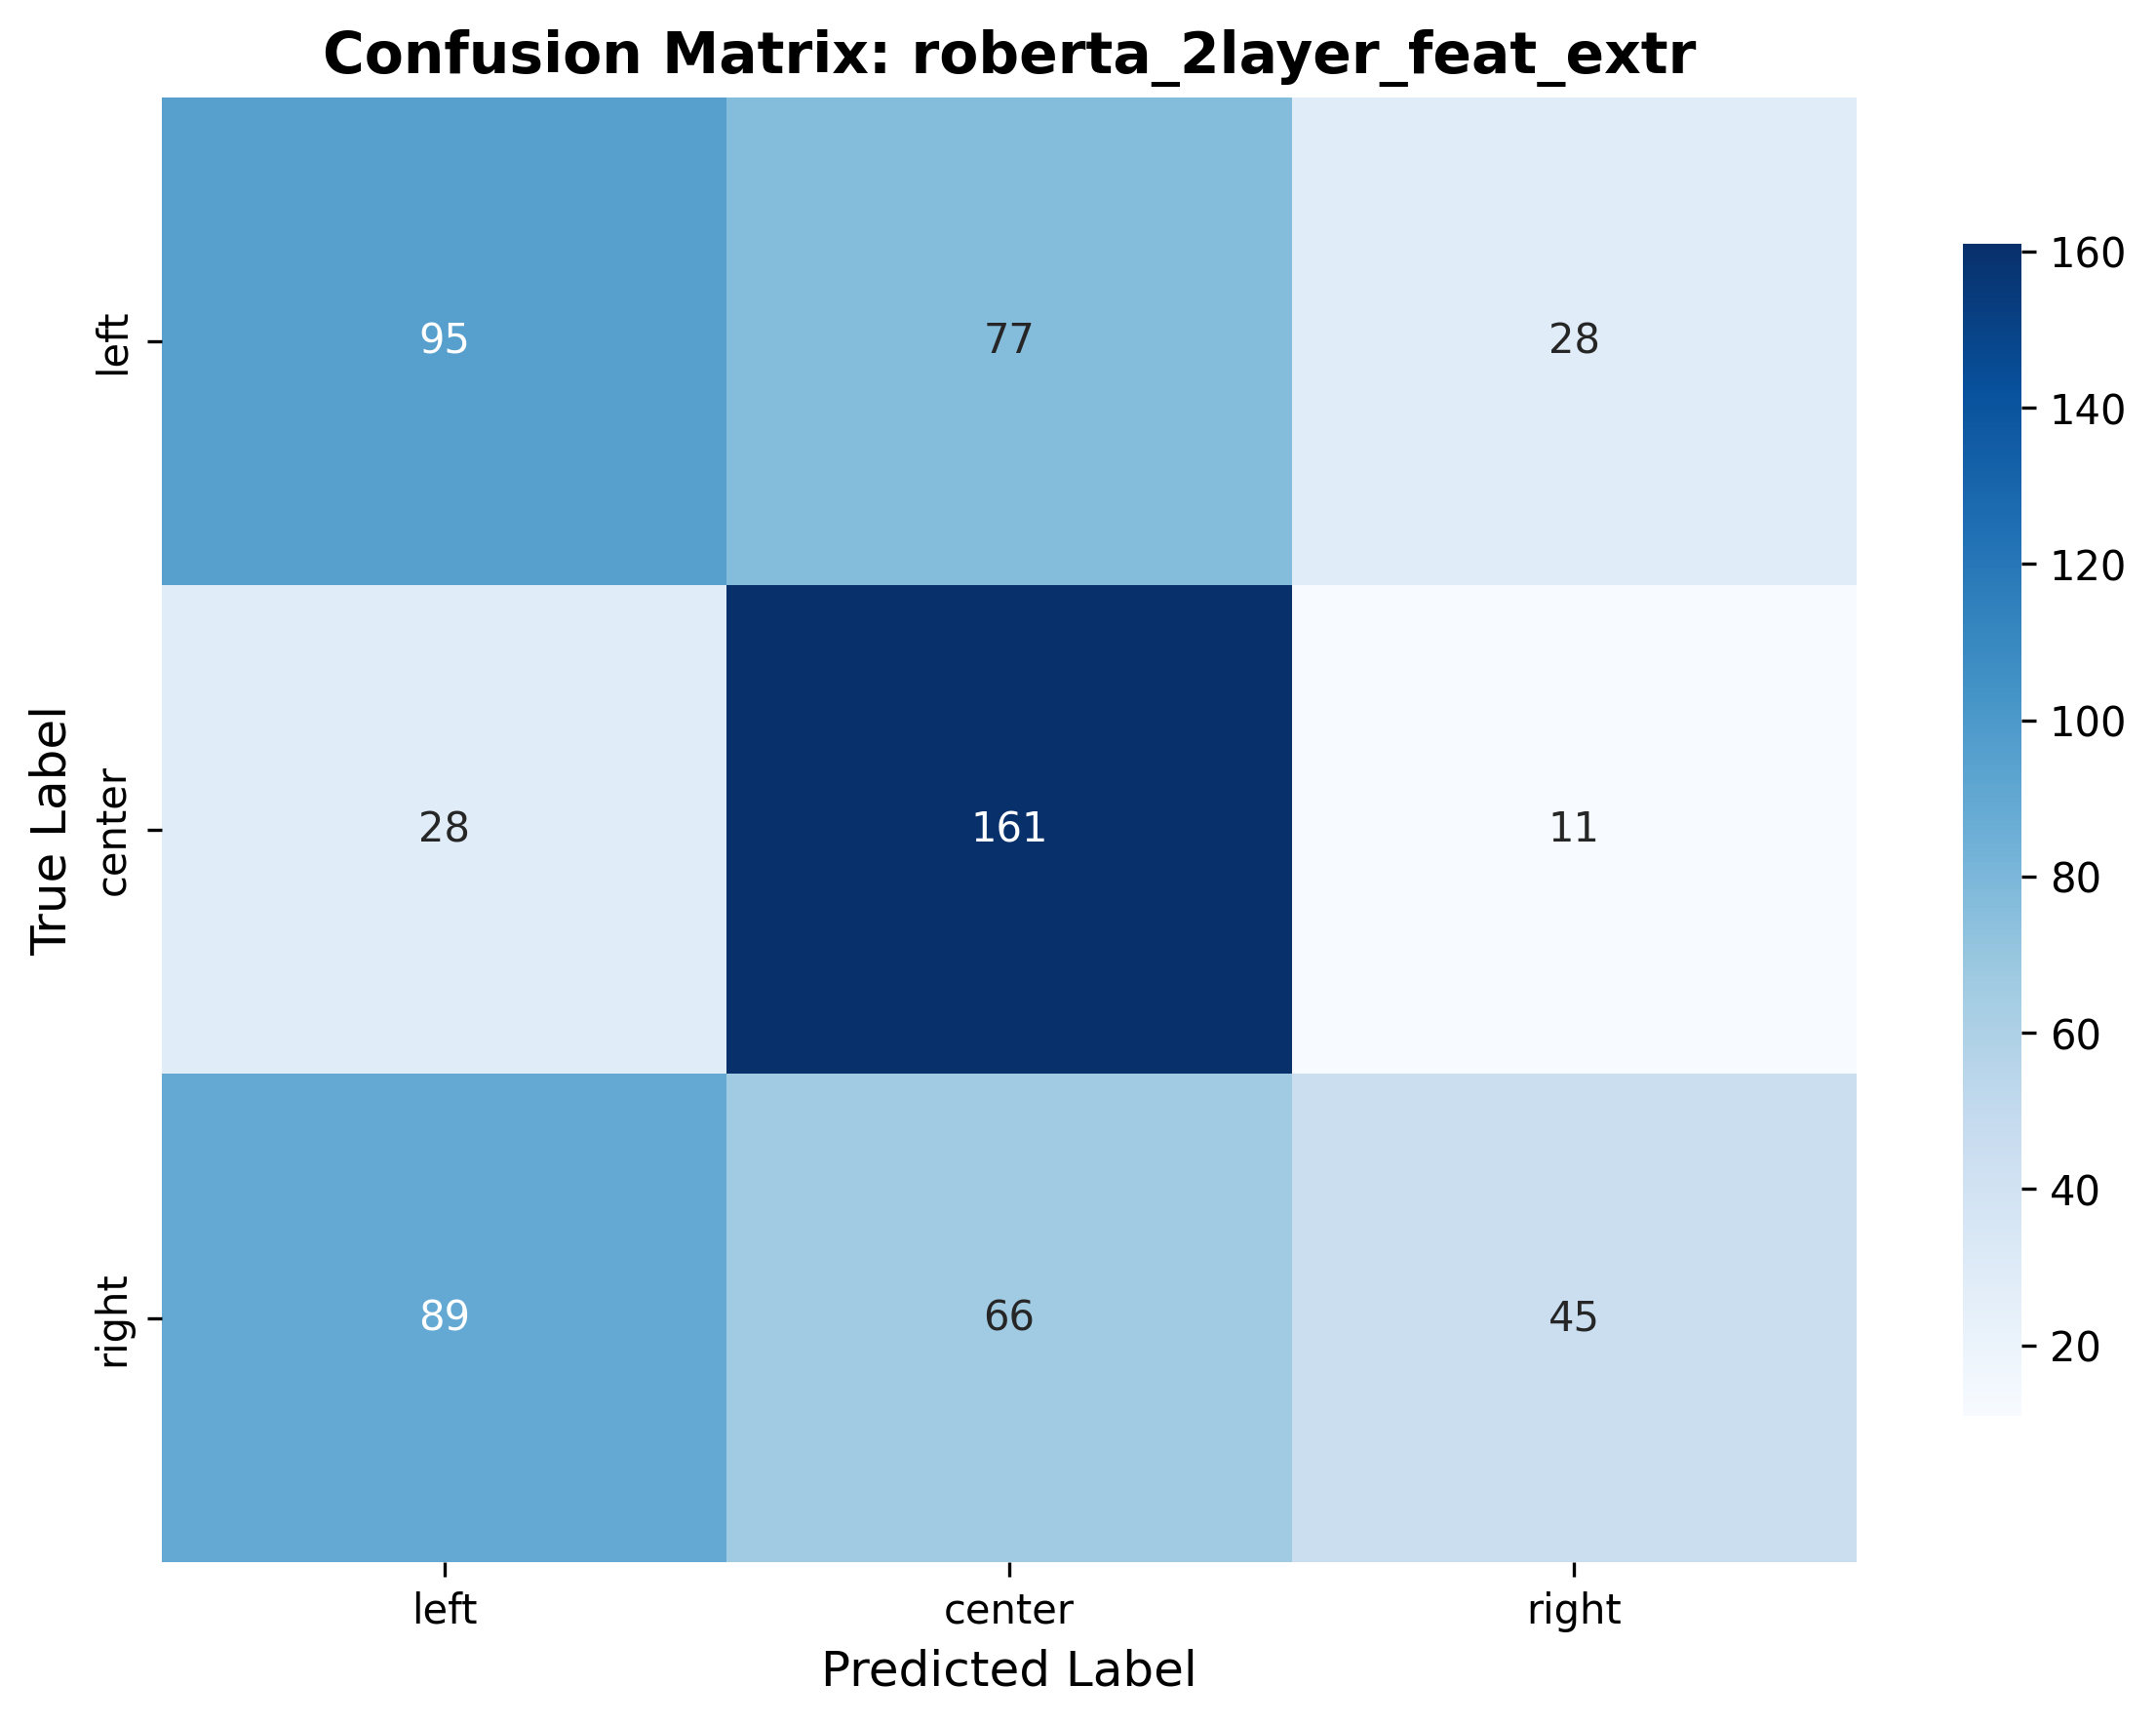 Confusion Matrix: roberta_2layer_feat_extr
True Label
left
95 77 28
center
28 161 11
right
89 66 45
left center right
Predicted Label
160
140
120
100
80
60
40
20